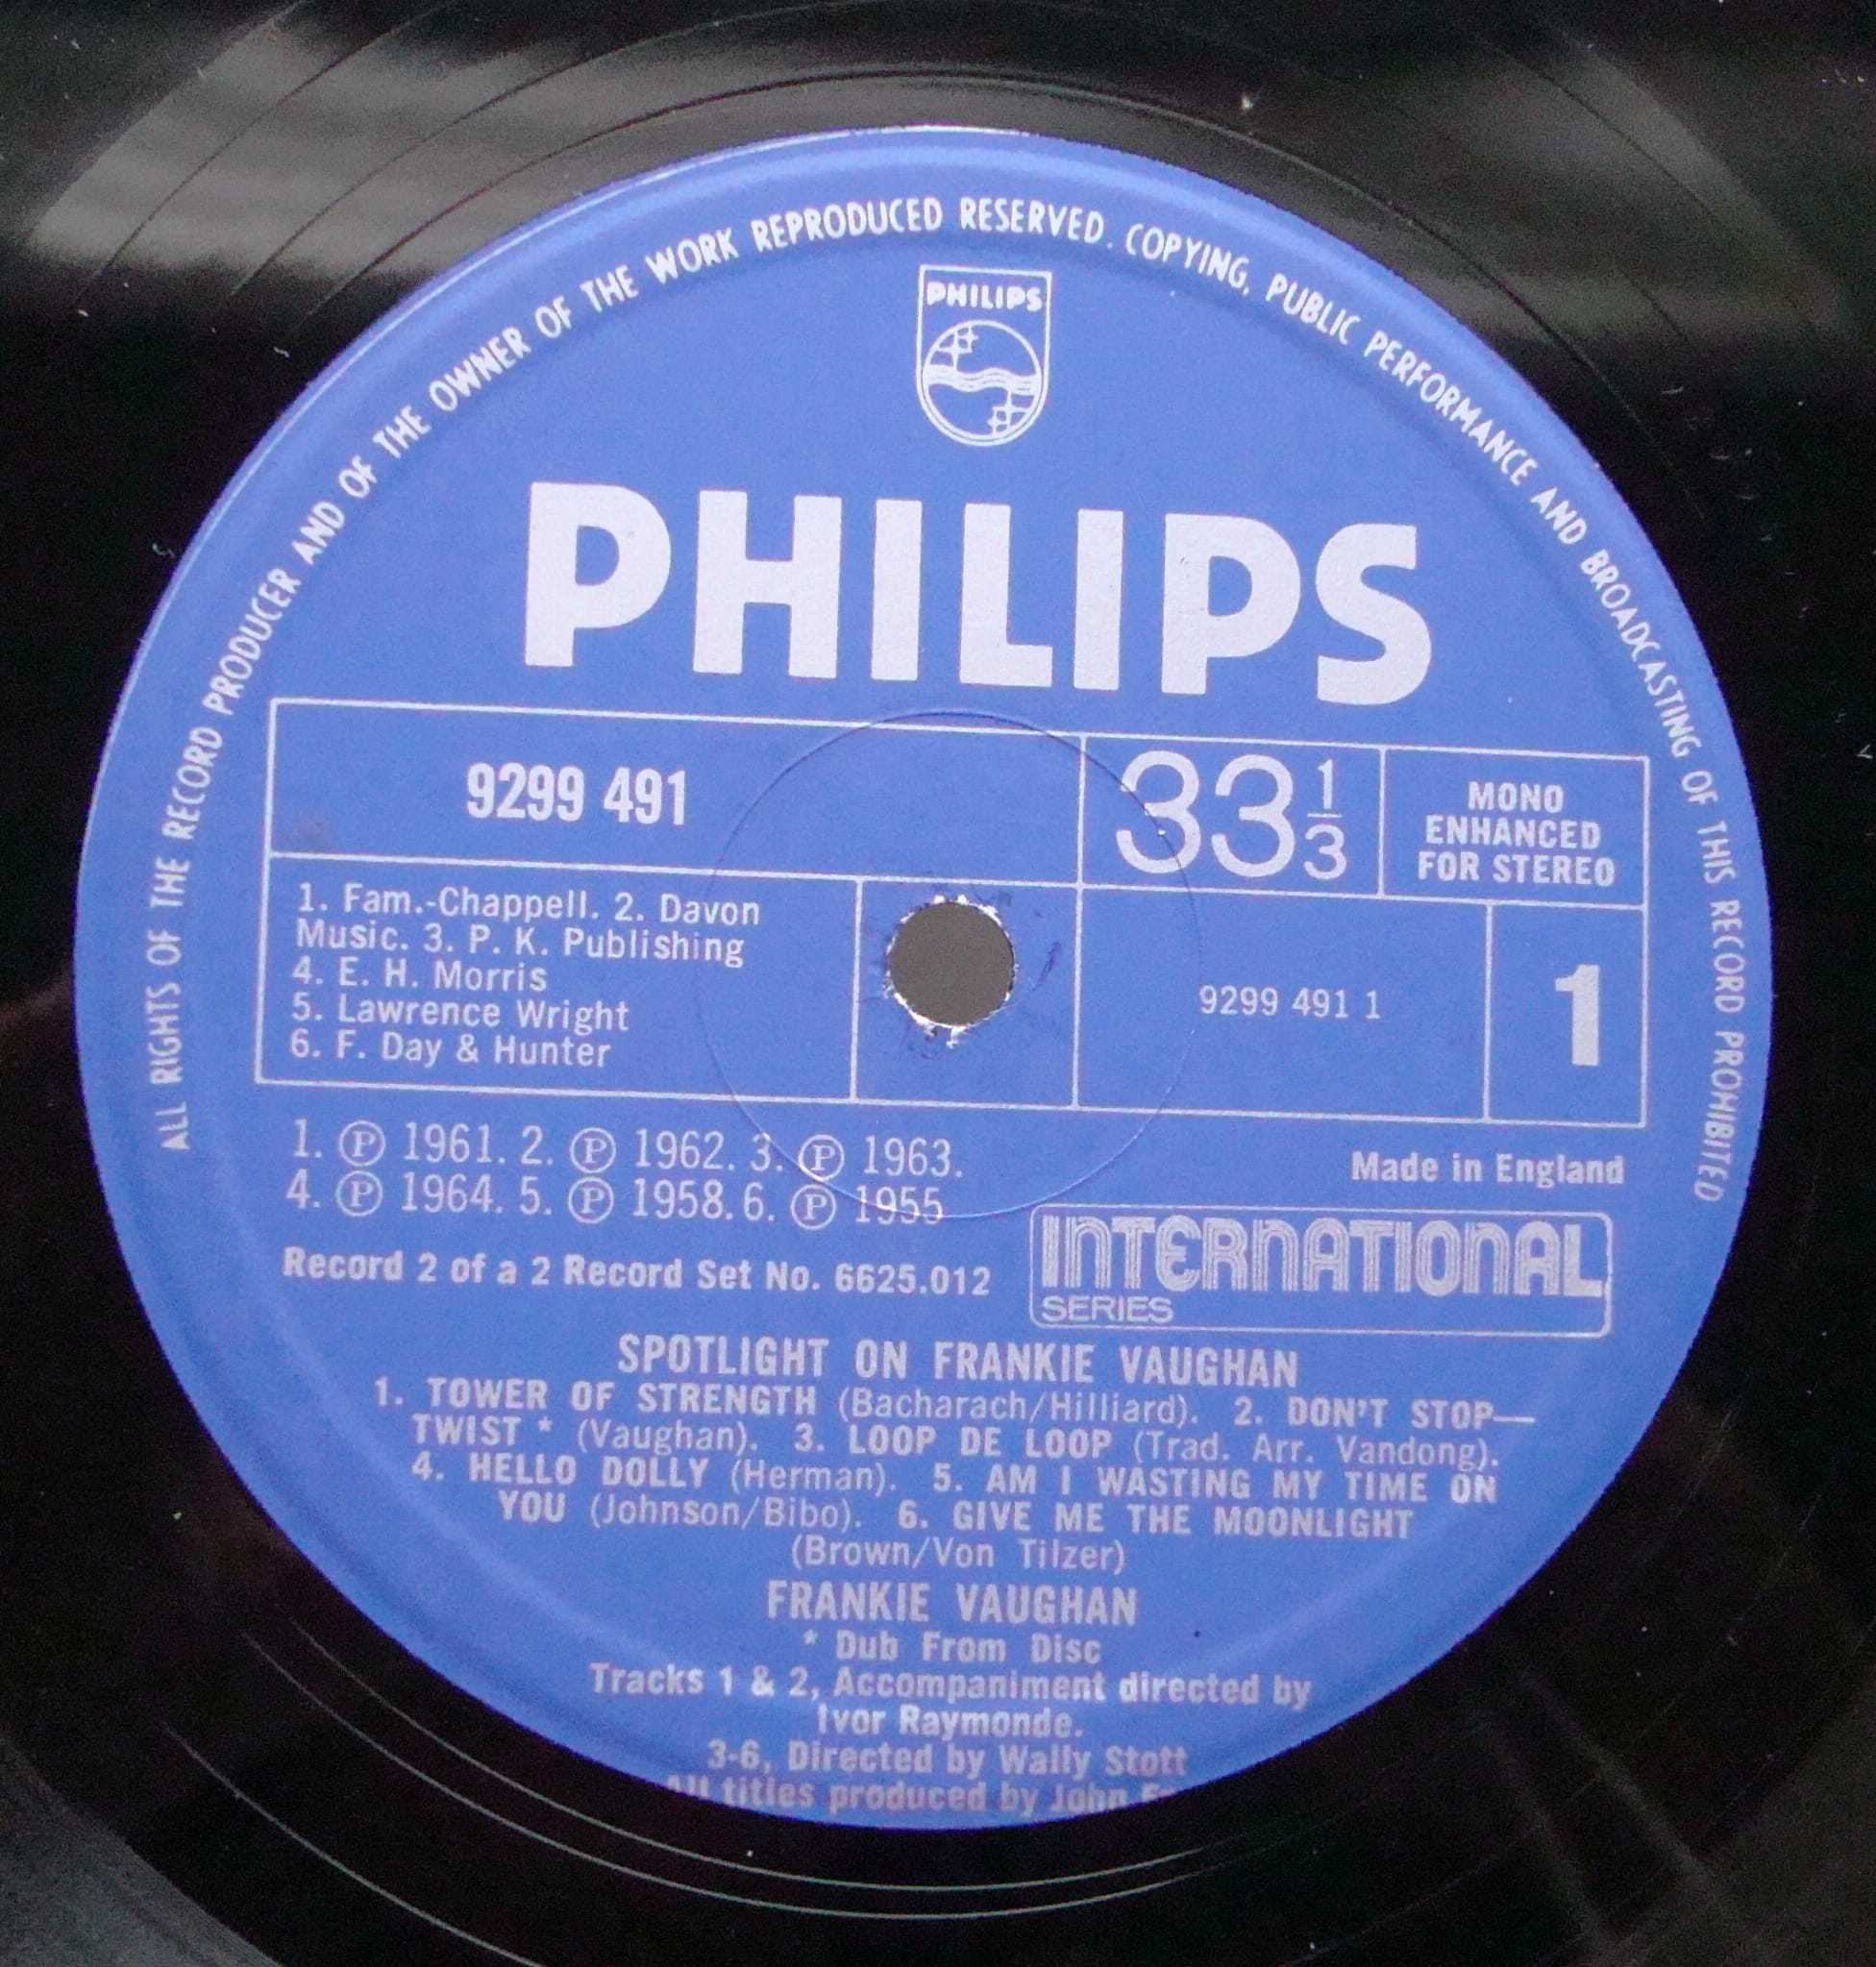 ALL RIGHTS OF THE RECORD PRODUCER AND OF THE OWNER OF THE WORK REPRODUCED RESERVED. COPYING, PUBLIC PERFORMANCE AND BROADCASTING OF THIS RECORD PROHIBITED
PHILIPS
PHILIPS
9299 491
33 1/3
MONO
ENHANCED
FOR STEREO
1. Fam.-Chappell. 2. Davon
Music. 3. P. K. Publishing
4. E. H. Morris
5. Lawrence Wright
6. F. Day & Hunter
9299 491 1
1
1. Ⓟ 1961. 2. Ⓟ 1962. 3. Ⓟ 1963.
4. Ⓟ 1964. 5. Ⓟ 1958. 6. Ⓟ 1955
Made in England
Record 2 of a 2 Record Set No. 6625.012
INTERNATIONAL
SERIES
SPOTLIGHT ON FRANKIE VAUGHAN
1. TOWER OF STRENGTH (Bacharach/Hilliard). 2. DON'T STOP—
TWIST * (Vaughan). 3. LOOP DE LOOP (Trad. Arr. Vandong).
4. HELLO DOLLY (Herman). 5. AM I WASTING MY TIME ON
YOU (Johnson/Bibo). 6. GIVE ME THE MOONLIGHT
(Brown/Von Tilzer)
FRANKIE VAUGHAN
* Dub From Disc
Tracks 1 & 2, Accompaniment directed by
Ivor Raymonde.
3-6, Directed by Wally Stott
All titles produced by John